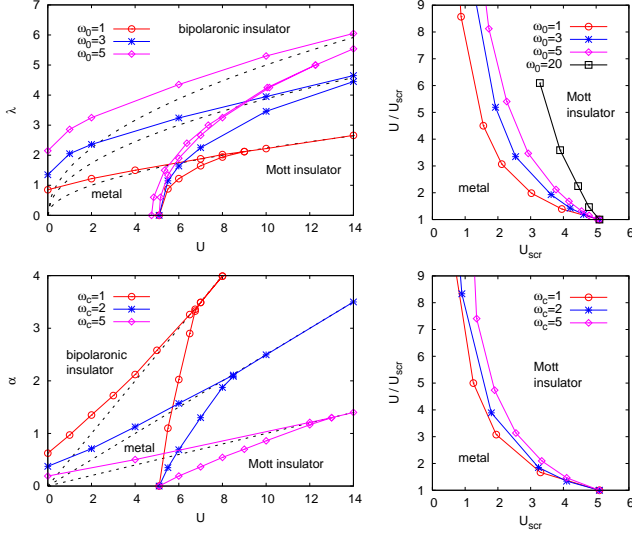 ω₀=1
ω₀=3
ω₀=5
bipolaronic insulator
metal
Mott insulator
λ
6
5
4
3
2
1
0
0 2 4 6 8 10 12 14
U
ω₀=1
ω₀=3
ω₀=5
ω₀=20
Mott
insulator
metal
U / Uscr
9
8
7
6
5
4
3
2
1
0 1 2 3 4 5 6
Uscr
ωc=1
ωc=2
ωc=5
bipolaronic
insulator
metal
Mott insulator
α
4
3
2
1
0
0 2 4 6 8 10 12 14
U
ωc=1
ωc=2
ωc=5
Mott
insulator
metal
U / Uscr
9
8
7
6
5
4
3
2
1
0 1 2 3 4 5 6
Uscr